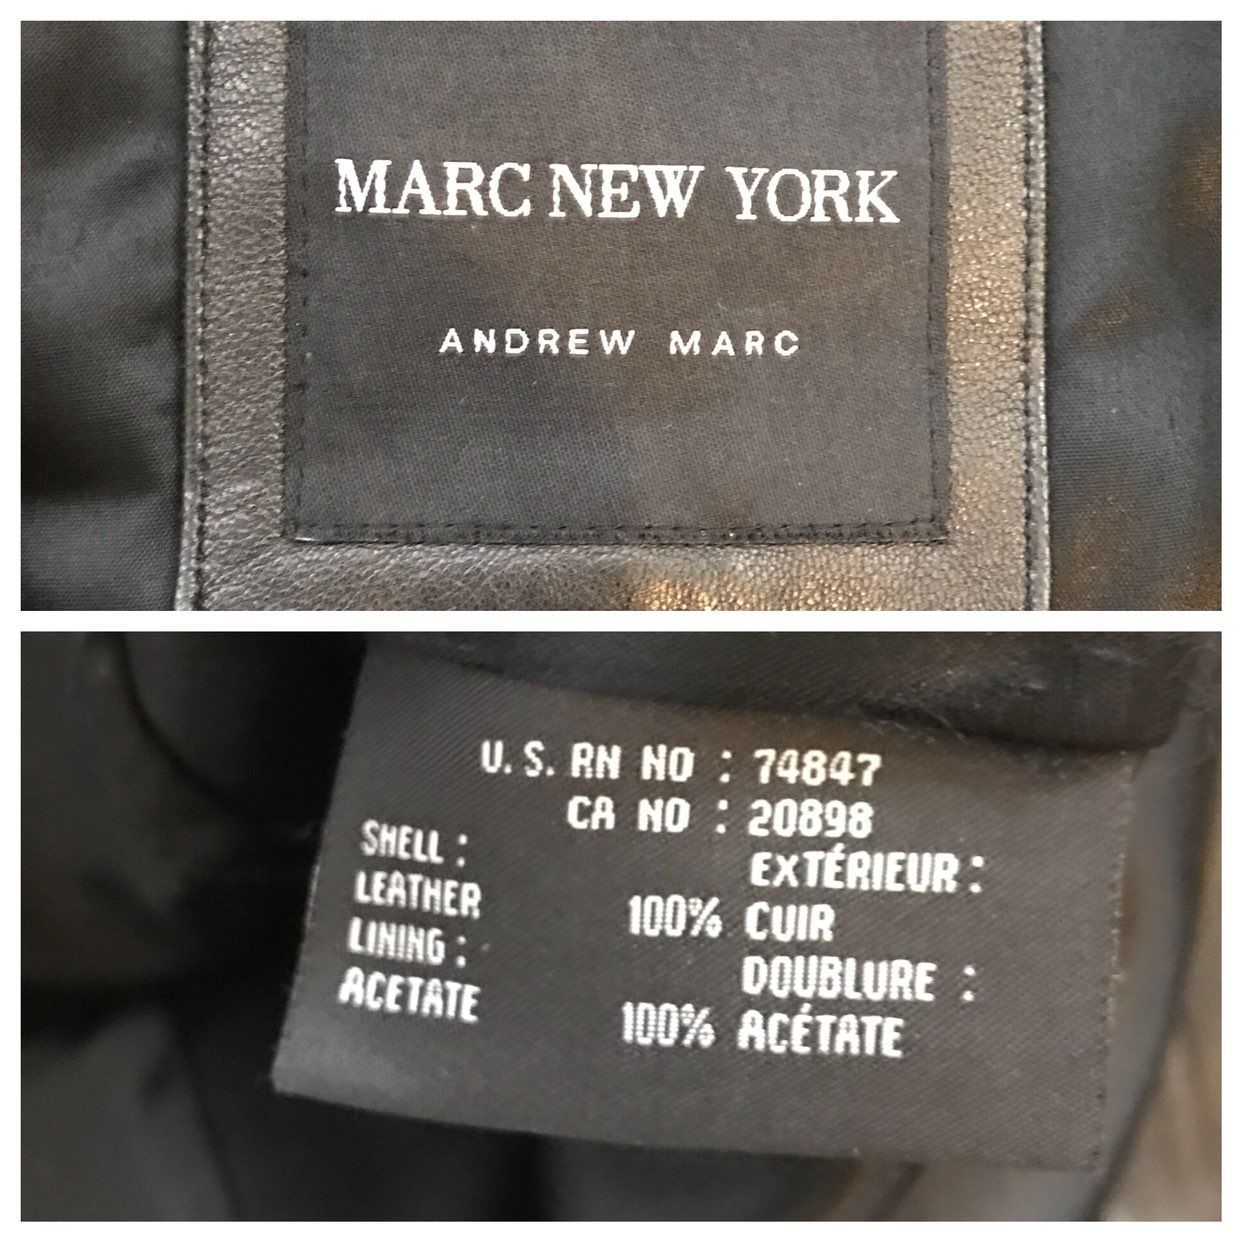 MARC NEW YORK
ANDREW MARC
U.S. RN NO : 74847
CA NO : 20898
SHELL : EXTÉRIEUR :
LEATHER 100% CUIR
LINING : DOUBLURE :
ACETATE 100% ACÉTATE